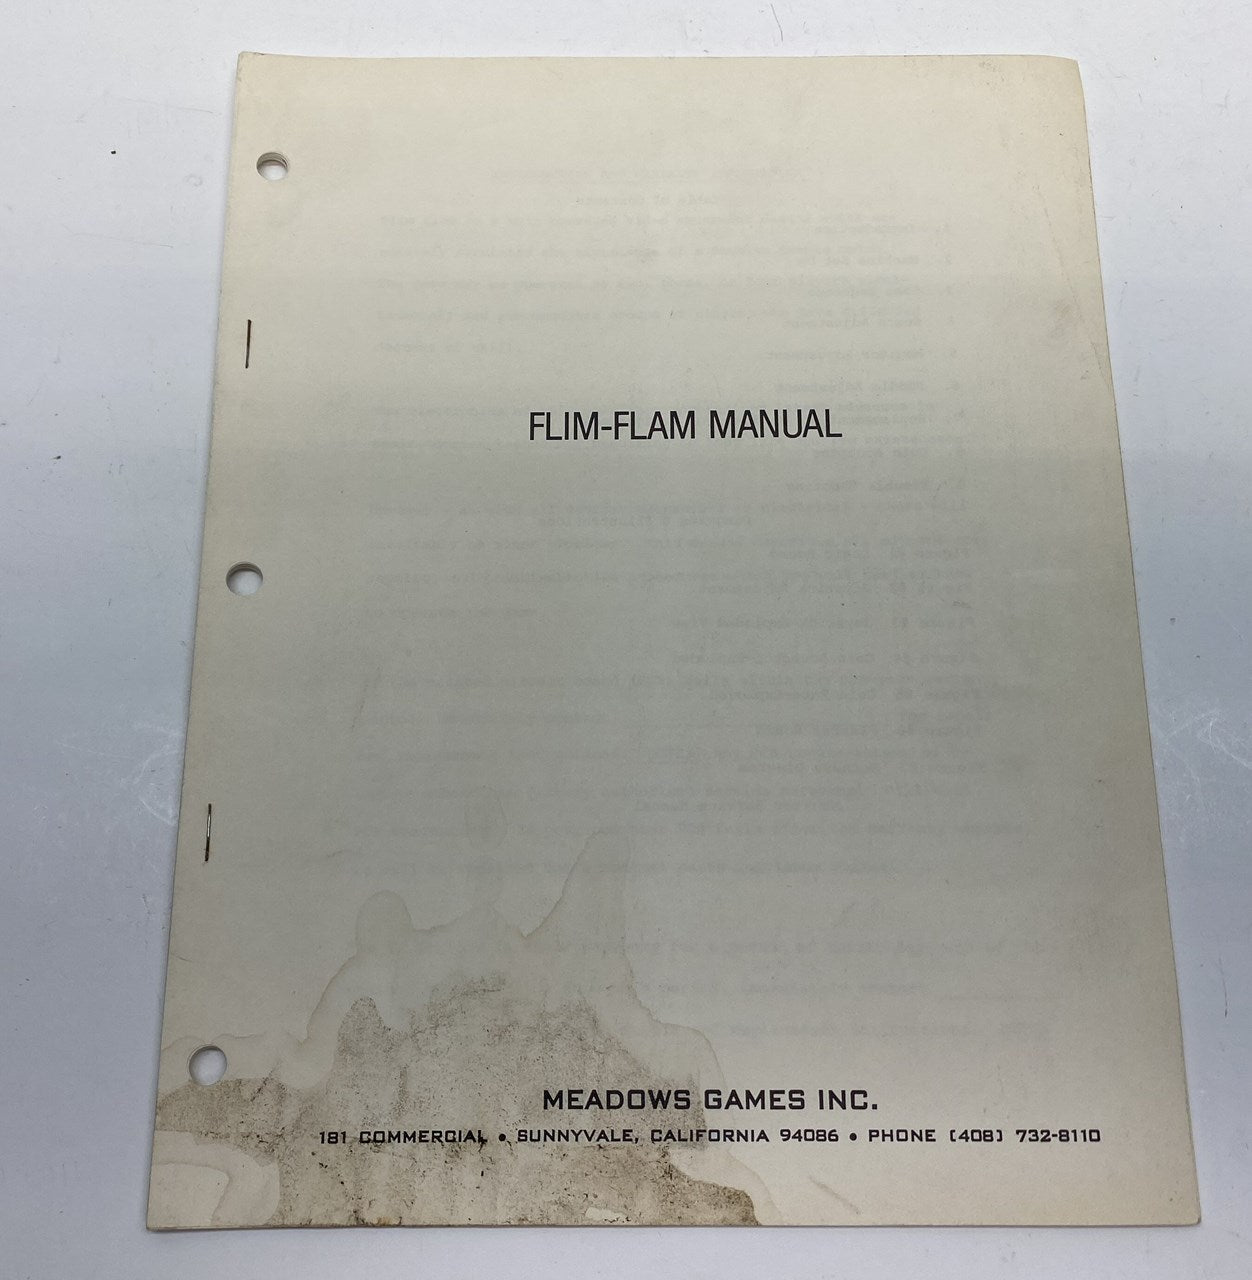 FLIM-FLAM MANUAL
MEADOWS GAMES INC.
181 COMMERCIAL • SUNNYVALE, CALIFORNIA 94086 • PHONE (408) 732-8110